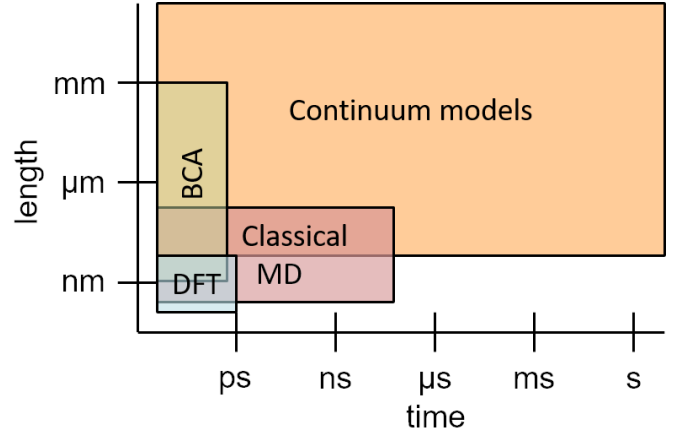 mm
Continuum models
BCA
length
μm
Classical
MD
nm
DFT
ps
ns
μs
ms
s
time